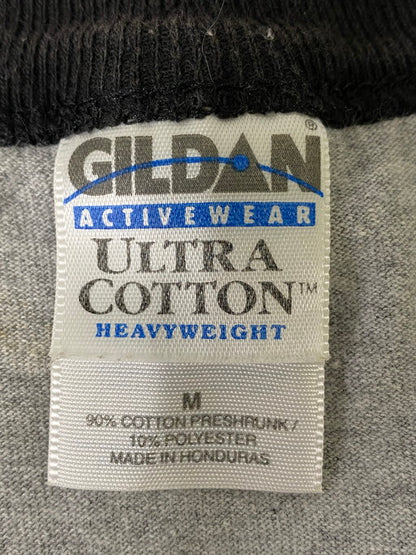 GILDAN®
ACTIVEWEAR
ULTRA
COTTON™
HEAVYWEIGHT
M
90% COTTON PRESHRUNK/
10% POLYESTER
MADE IN HONDURAS